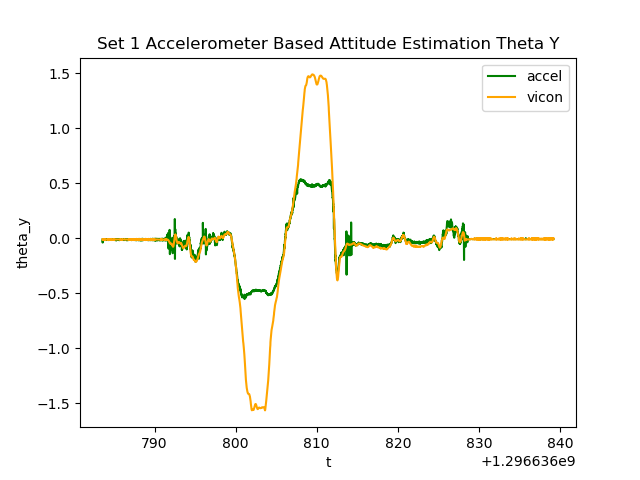 Set 1 Accelerometer Based Attitude Estimation Theta Y
accel
vicon
theta_y
1.5
1.0
0.5
0.0
−0.5
−1.0
−1.5
790 800 810 820 830 840
t
+1.296636e9